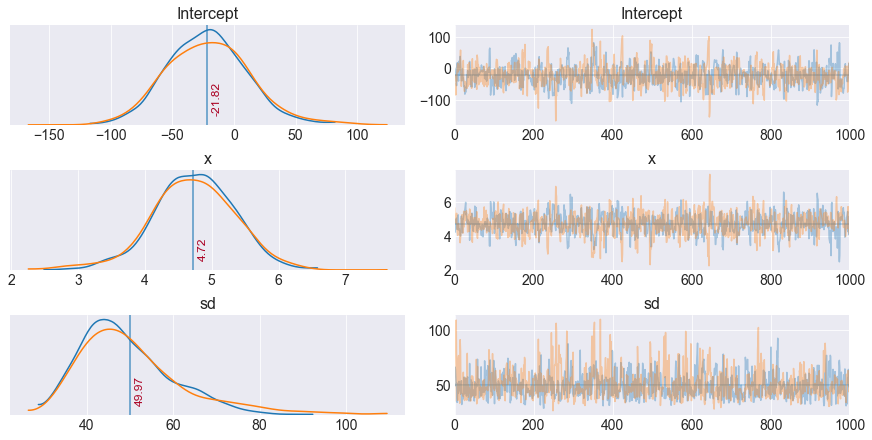 Intercept
−21.82
−150 −100 −50 0 50 100
Intercept
100
0
−100
0 200 400 600 800 1000
x
4.72
2 3 4 5 6 7
x
6
4
2
0 200 400 600 800 1000
sd
49.97
40 60 80 100
sd
100
50
0 200 400 600 800 1000